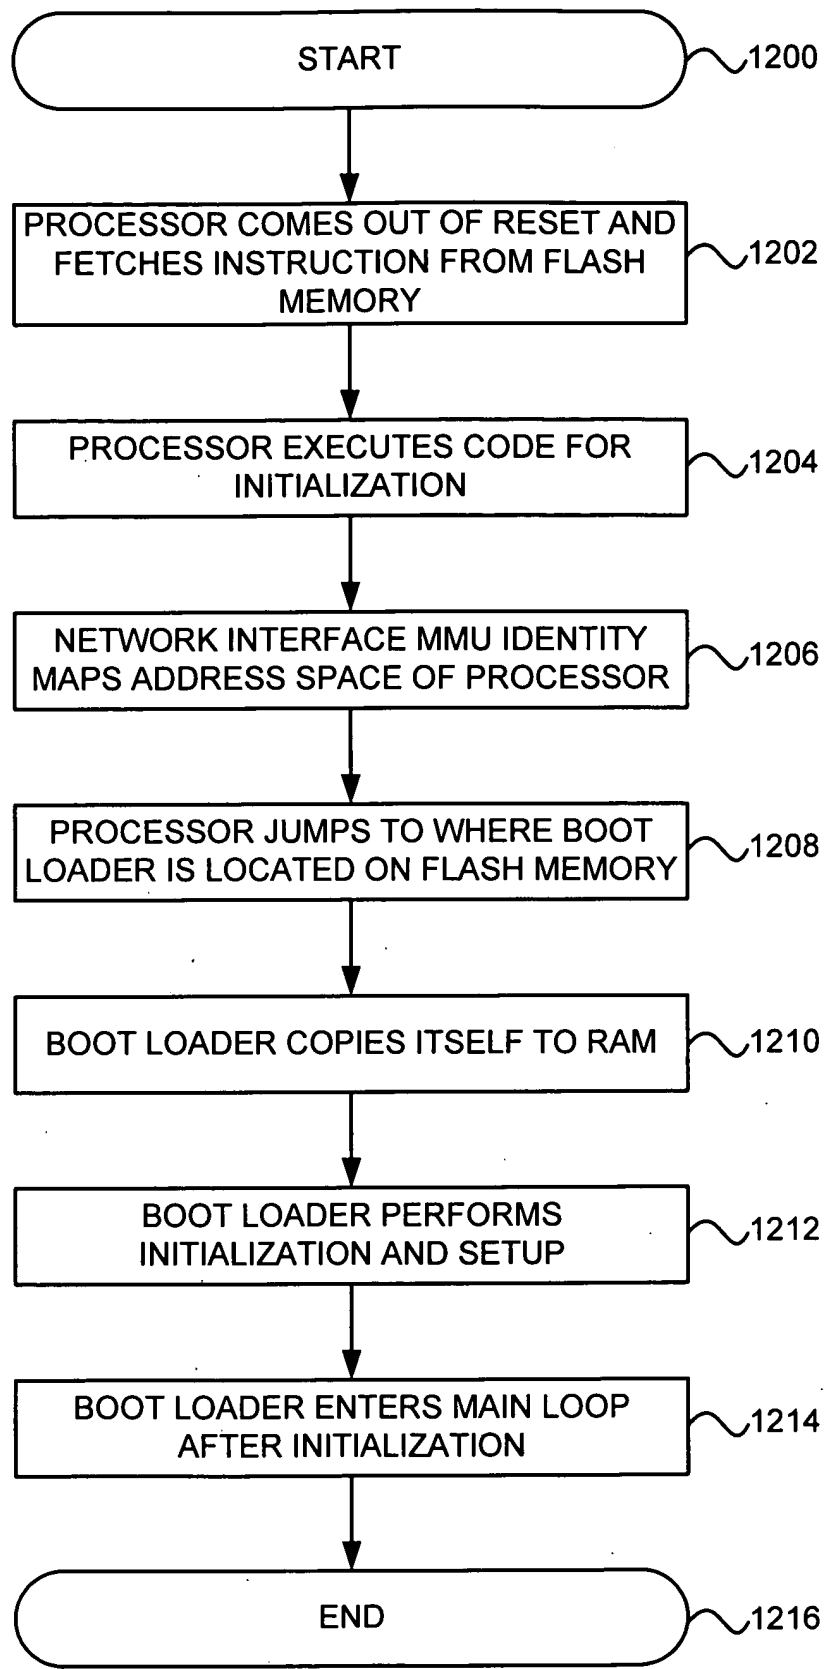 START
1200
PROCESSOR COMES OUT OF RESET AND
FETCHES INSTRUCTION FROM FLASH
MEMORY
1202
PROCESSOR EXECUTES CODE FOR
INITIALIZATION
1204
NETWORK INTERFACE MMU IDENTITY
MAPS ADDRESS SPACE OF PROCESSOR
1206
PROCESSOR JUMPS TO WHERE BOOT
LOADER IS LOCATED ON FLASH MEMORY
1208
BOOT LOADER COPIES ITSELF TO RAM
1210
BOOT LOADER PERFORMS
INITIALIZATION AND SETUP
1212
BOOT LOADER ENTERS MAIN LOOP
AFTER INITIALIZATION
1214
END
1216